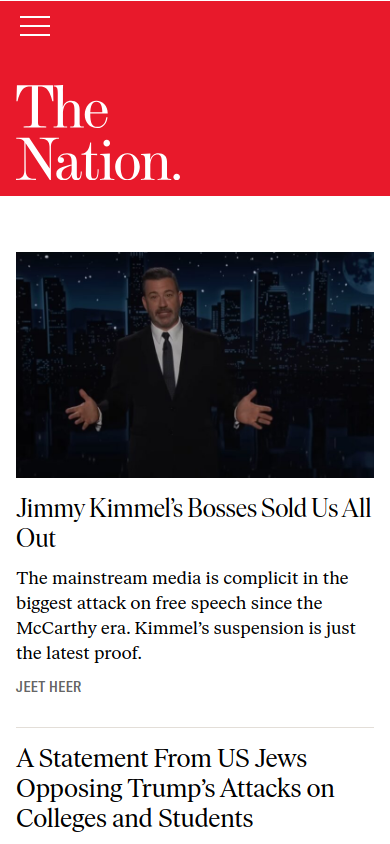 The
Nation.
Jimmy Kimmel's Bosses Sold Us All
Out
The mainstream media is complicit in the
biggest attack on free speech since the
McCarthy era. Kimmel's suspension is just
the latest proof.
JEET HEER
A Statement From US Jews
Opposing Trump's Attacks on
Colleges and Students